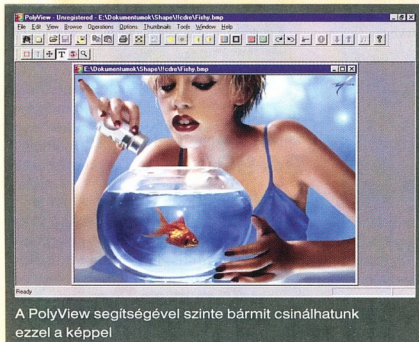 PolyView - Unregistered - E:\Dokumentumok\Shape\!!cdre\Fishy.bmp
File Edit View Browse Operations Options Thumbnails Tools Window Help
E:\Dokumentumok\Shape\!!cdre\Fishy.bmp
Ready
A PolyView segítségével szinte bármit csinálhatunk
ezzel a képpel